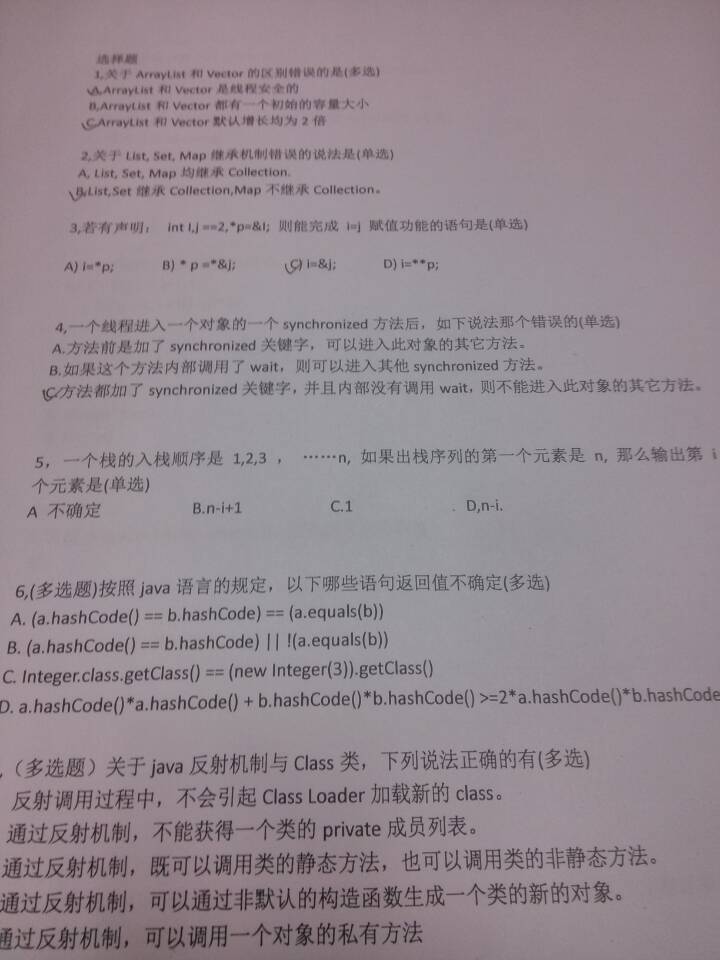 选择题
1,关于 ArrayList 和 Vector 的区别错误的是(多选)
A,ArrayList 和 Vector 是线程安全的
B,ArrayList 和 Vector 都有一个初始的容量大小
C,ArrayList 和 Vector 默认增长均为 2 倍
2,关于 List, Set, Map 继承机制错误的说法是(单选)
A, List, Set, Map 均继承 Collection.
B,List,Set 继承 Collection,Map 不继承 Collection。
3,若有声明： int I,j ==2,*p=&I; 则能完成 i=j 赋值功能的语句是(单选)
A) i=*p; B) * p =*&j; C) i=&j; D) i=**p;
4,一个线程进入一个对象的一个 synchronized 方法后，如下说法那个错误的(单选)
A.方法前是加了 synchronized 关键字，可以进入此对象的其它方法。
B.如果这个方法内部调用了 wait，则可以进入其他 synchronized 方法。
C.方法都加了 synchronized 关键字，并且内部没有调用 wait，则不能进入此对象的其它方法。
5，一个栈的入栈顺序是 1,2,3 ， ……n, 如果出栈序列的第一个元素是 n, 那么输出第 i
个元素是(单选)
A 不确定 B.n-i+1 C.1 D,n-i.
6,(多选题)按照 java 语言的规定，以下哪些语句返回值不确定(多选)
A. (a.hashCode() == b.hashCode) == (a.equals(b))
B. (a.hashCode() == b.hashCode) || !(a.equals(b))
C. Integer.class.getClass() == (new Integer(3)).getClass()
D. a.hashCode()*a.hashCode() + b.hashCode()*b.hashCode() >=2*a.hashCode()*b.hashCode
,（多选题）关于 java 反射机制与 Class 类，下列说法正确的有(多选)
反射调用过程中，不会引起 Class Loader 加载新的 class。
通过反射机制，不能获得一个类的 private 成员列表。
通过反射机制，既可以调用类的静态方法，也可以调用类的非静态方法。
通过反射机制，可以通过非默认的构造函数生成一个类的新的对象。
通过反射机制，可以调用一个对象的私有方法